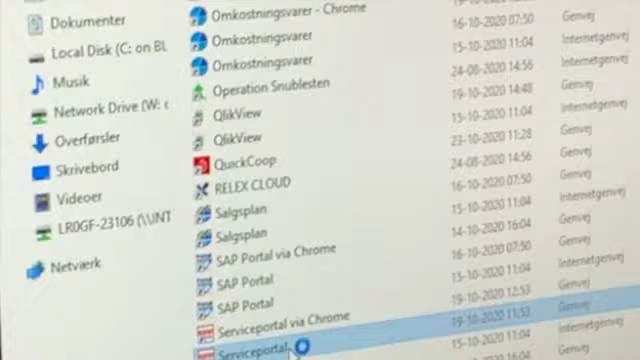 Dokumenter
Local Disk (C: on BL
Musik
Network Drive (W:
Overførsler
Skrivebord
Videoer
LR0GF-23106 (\\INT
Netværk
Omkostningsvarer - Chrome
Omkostningsvarer
16-10-2020 07:50 Genvej
Omkostningsvarer
15-10-2020 11:04 Internetgenvej
Operation Snublesten
24-08-2020 14:56 Genvej
QlikView
19-10-2020 14:48 Genvej
QlikView
15-10-2020 11:04 Internetgenvej
QuickCoop
23-10-2020 11:28 Genvej
RELEX CLOUD
24-08-2020 14:56 Genvej
Salgsplan
16-10-2020 07:50 Genvej
Salgsplan
15-10-2020 11:04 Internetgenvej
SAP Portal via Chrome
14-10-2020 16:04 Genvej
SAP Portal
16-10-2020 07:50 Genvej
SAP Portal
15-10-2020 11:04 Internetgenvej
Serviceportal via Chrome
19-10-2020 12:53 Genvej
Serviceportal
19-10-2020 11:53 Genvej
15-10-2020 11:04 Internetgenvej
Genvej